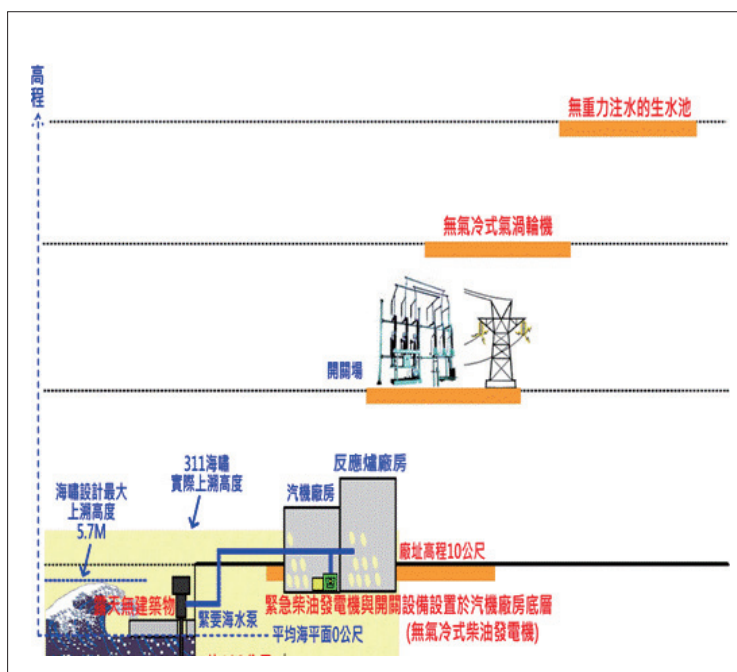 高程
無重力注水的生水池
無氣冷式氣渦輪機
開關場
311海嘯
實際上溯高度
反應爐廠房
汽機廠房
海嘯設計最大
上溯高度
5.7M
廠址高程10公尺
天無建築物
緊要海水泵
緊急柴油發電機與開關設備設置於汽機廠房底層
(無氣冷式柴油發電機)
平均海平面0公尺